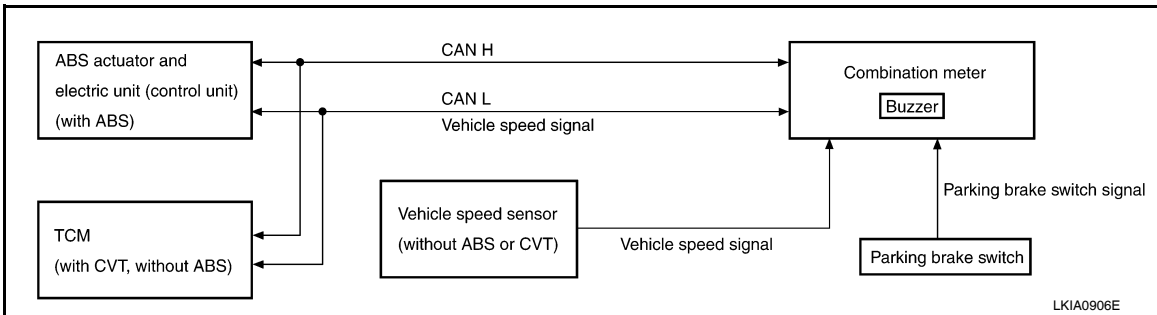 ABS actuator and
electric unit (control unit)
(with ABS)
CAN H
CAN L
Vehicle speed signal
Combination meter
Buzzer
TCM
(with CVT, without ABS)
Vehicle speed sensor
(without ABS or CVT)
Vehicle speed signal
Parking brake switch signal
Parking brake switch
LKIA0906E